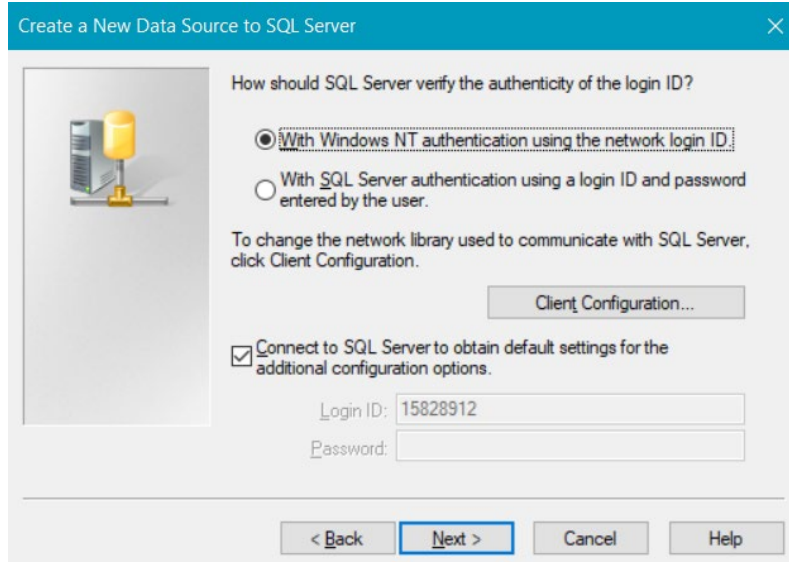 Create a New Data Source to SQL Server
How should SQL Server verify the authenticity of the login ID?
With Windows NT authentication using the network login ID.
With SQL Server authentication using a login ID and password
entered by the user.
To change the network library used to communicate with SQL Server,
click Client Configuration.
Client Configuration...
Connect to SQL Server to obtain default settings for the
additional configuration options.
Login ID: 15828912
Password:
< Back Next > Cancel Help